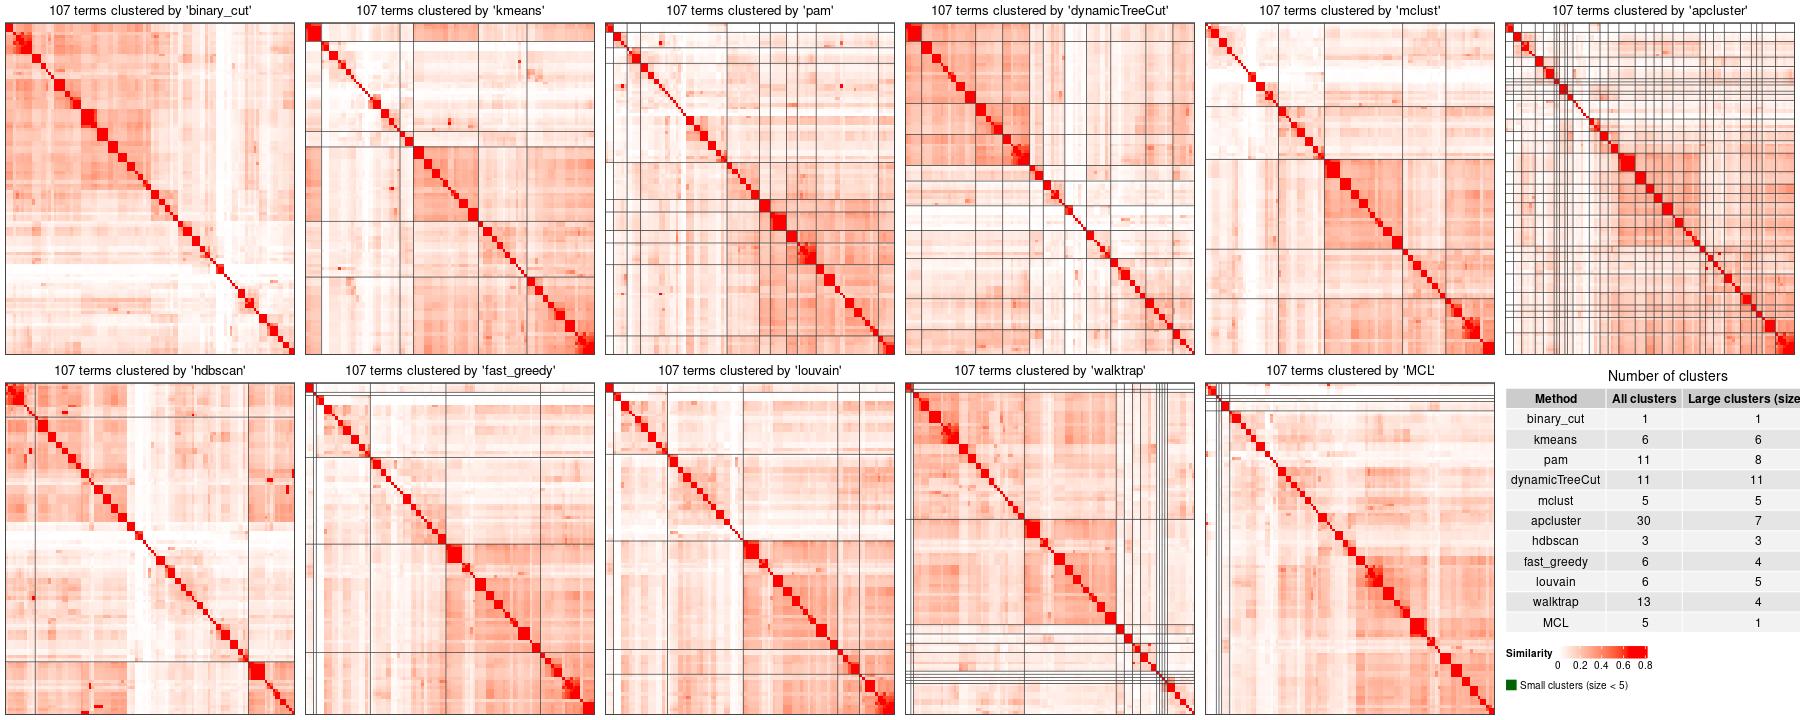 107 terms clustered by 'binary_cut'
107 terms clustered by 'kmeans'
107 terms clustered by 'pam'
107 terms clustered by 'dynamicTreeCut'
107 terms clustered by 'mclust'
107 terms clustered by 'apcluster'
107 terms clustered by 'hdbscan'
107 terms clustered by 'fast_greedy'
107 terms clustered by 'louvain'
107 terms clustered by 'walktrap'
107 terms clustered by 'MCL'
Number of clusters
Method All clusters Large clusters (size
binary_cut 1 1
kmeans 6 6
pam 11 8
dynamicTreeCut 11 11
mclust 5 5
apcluster 30 7
hdbscan 3 3
fast_greedy 6 4
louvain 6 5
walktrap 13 4
MCL 5 1
Similarity
0 0.2 0.4 0.6 0.8
Small clusters (size < 5)